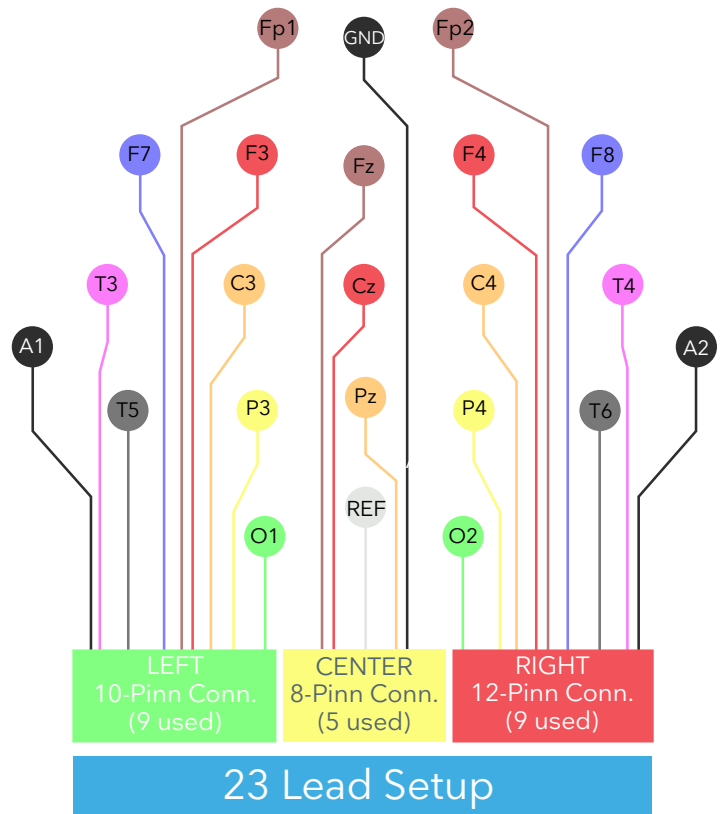 Fp1 GND Fp2
F7 F3 Fz F4 F8
T3 C3 Cz C4 T4
A1 A2
T5 P3 Pz P4 T6
REF
O1 O2
LEFT
10-Pinn Conn.
(9 used)
CENTER
8-Pinn Conn.
(5 used)
RIGHT
12-Pinn Conn.
(9 used)
23 Lead Setup